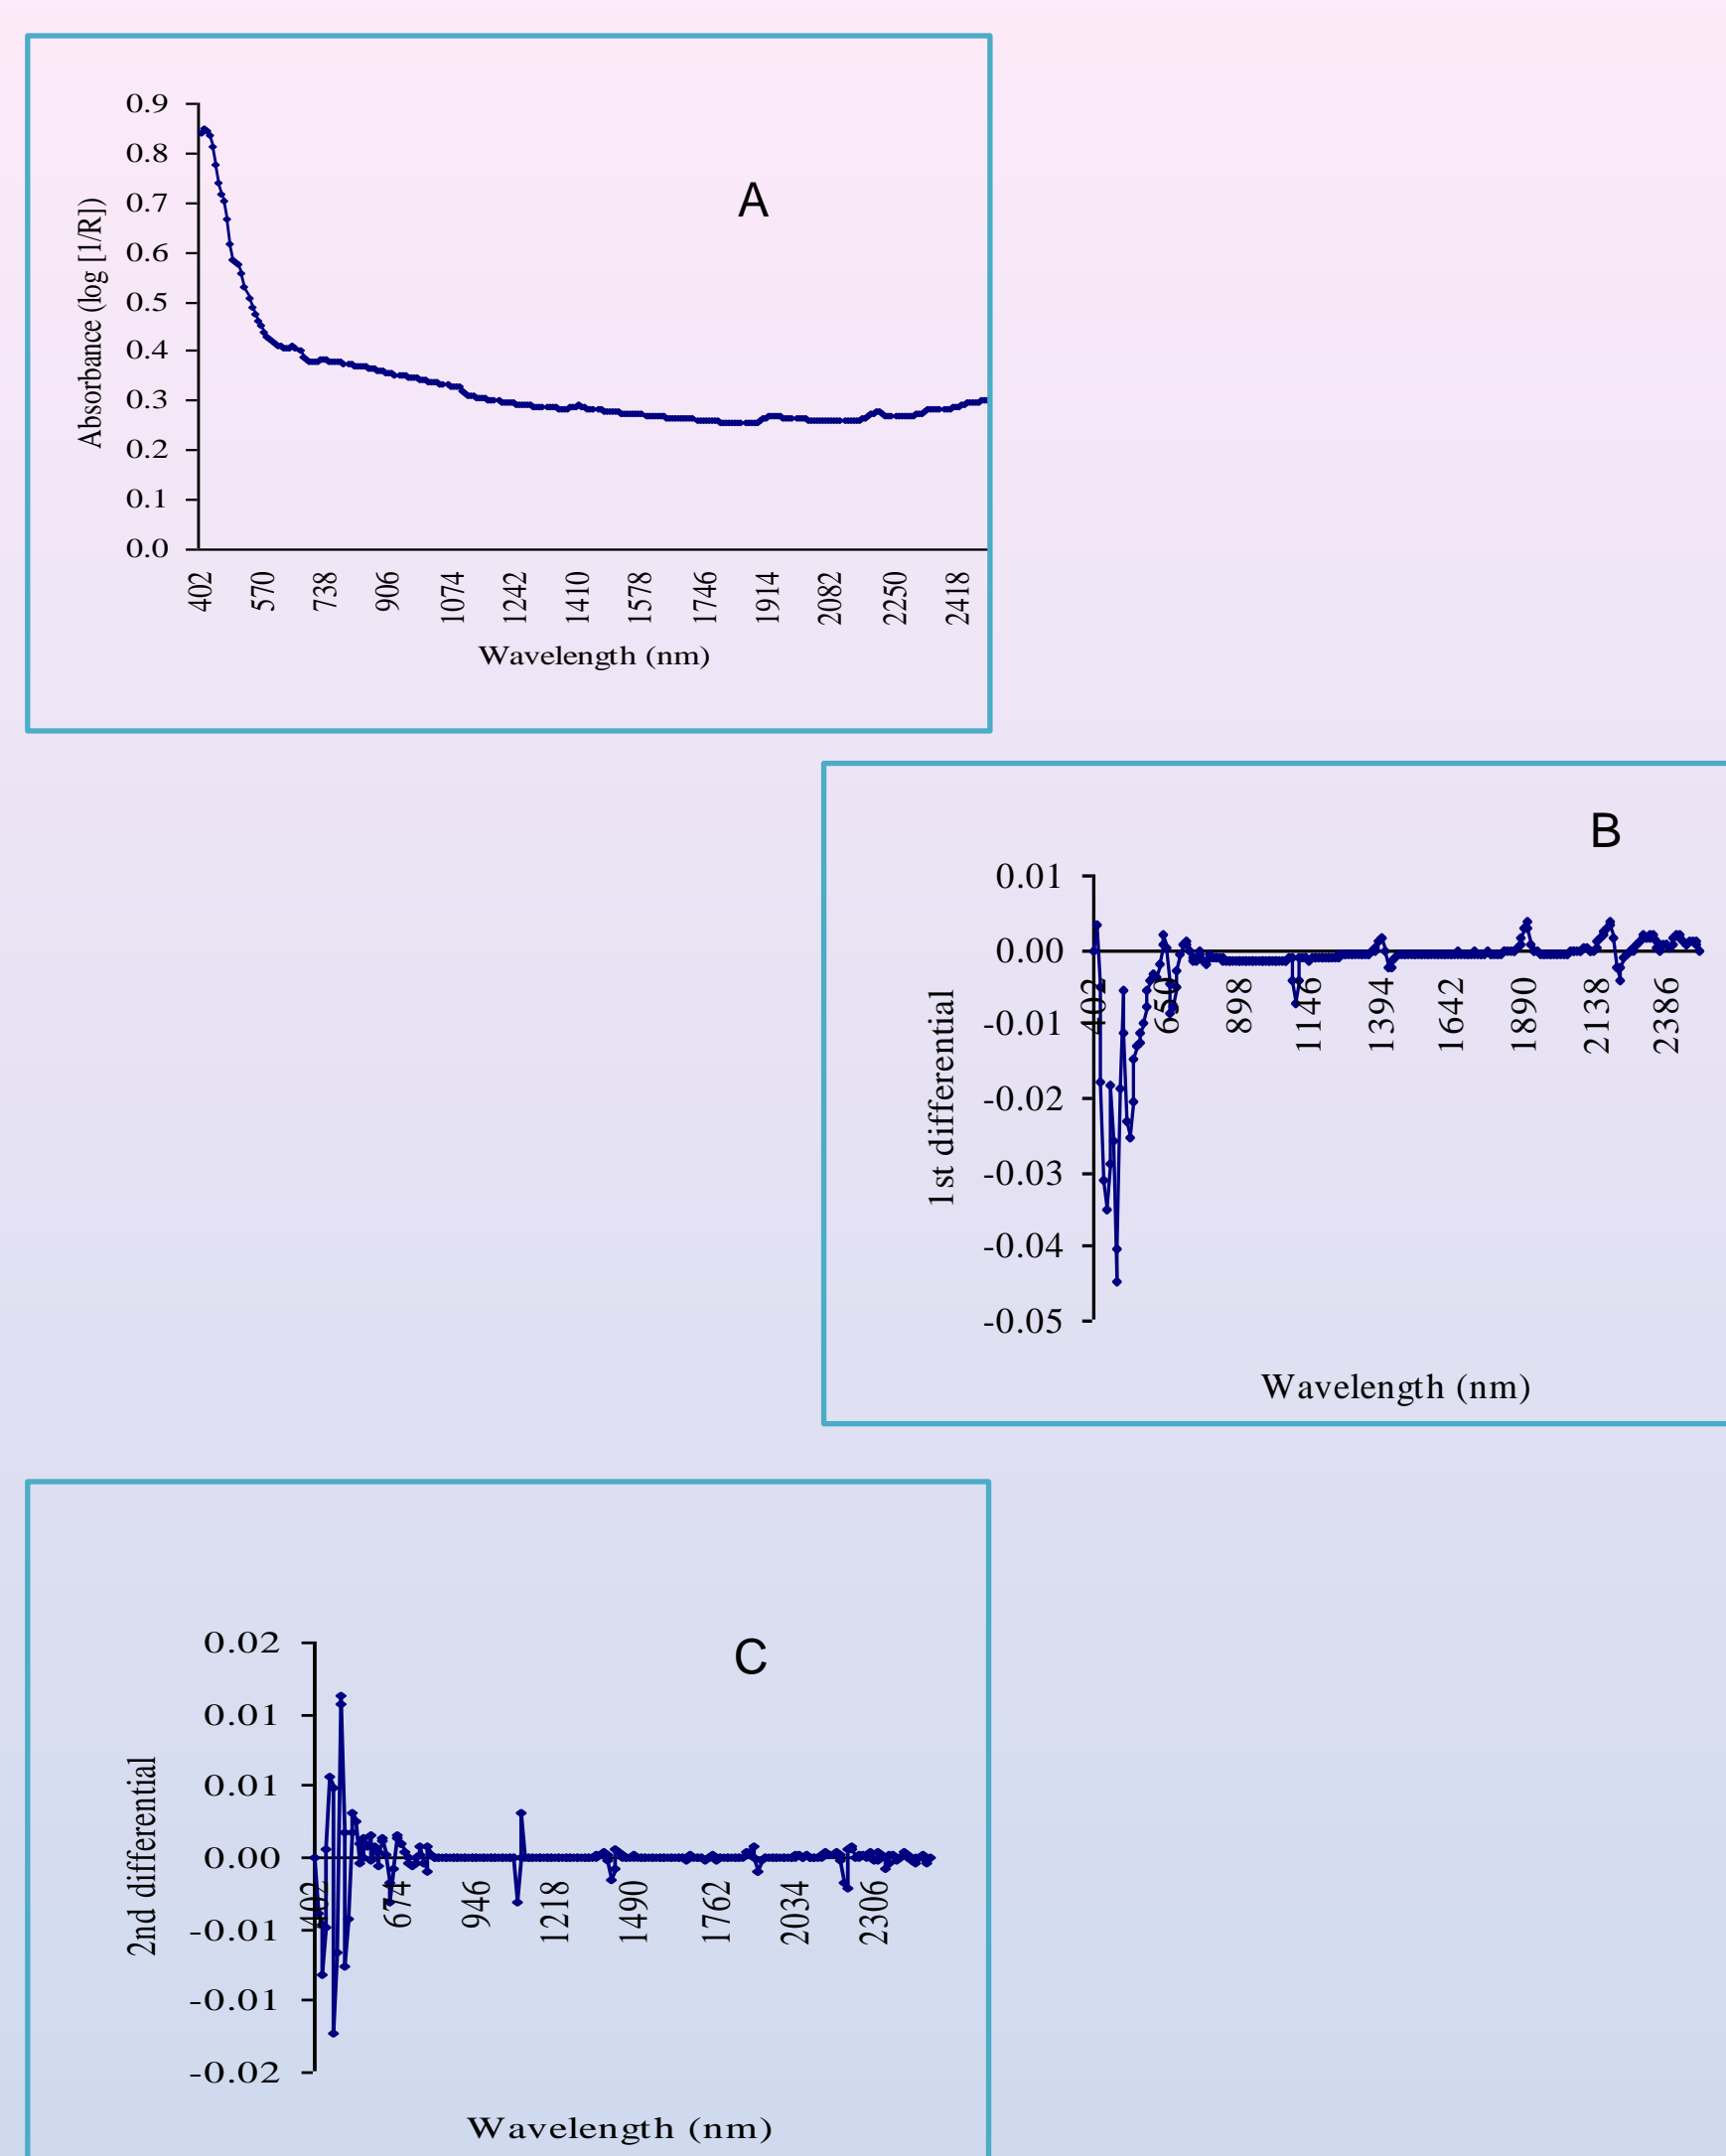 A
0.9
0.8
0.7
0.6
0.5
0.4
0.3
0.2
0.1
0.0
Absorbance (log [1/R])
402 570 738 906 1074 1242 1410 1578 1746 1914 2082 2250 2418
Wavelength (nm)
B
0.01
0.00
-0.01
-0.02
-0.03
-0.04
-0.05
1st differential
402 650 898 1146 1394 1642 1890 2138 2386
Wavelength (nm)
C
0.02
0.01
0.01
0.00
-0.01
-0.01
-0.02
2nd differential
402 674 946 1218 1490 1762 2034 2306
Wavelength (nm)